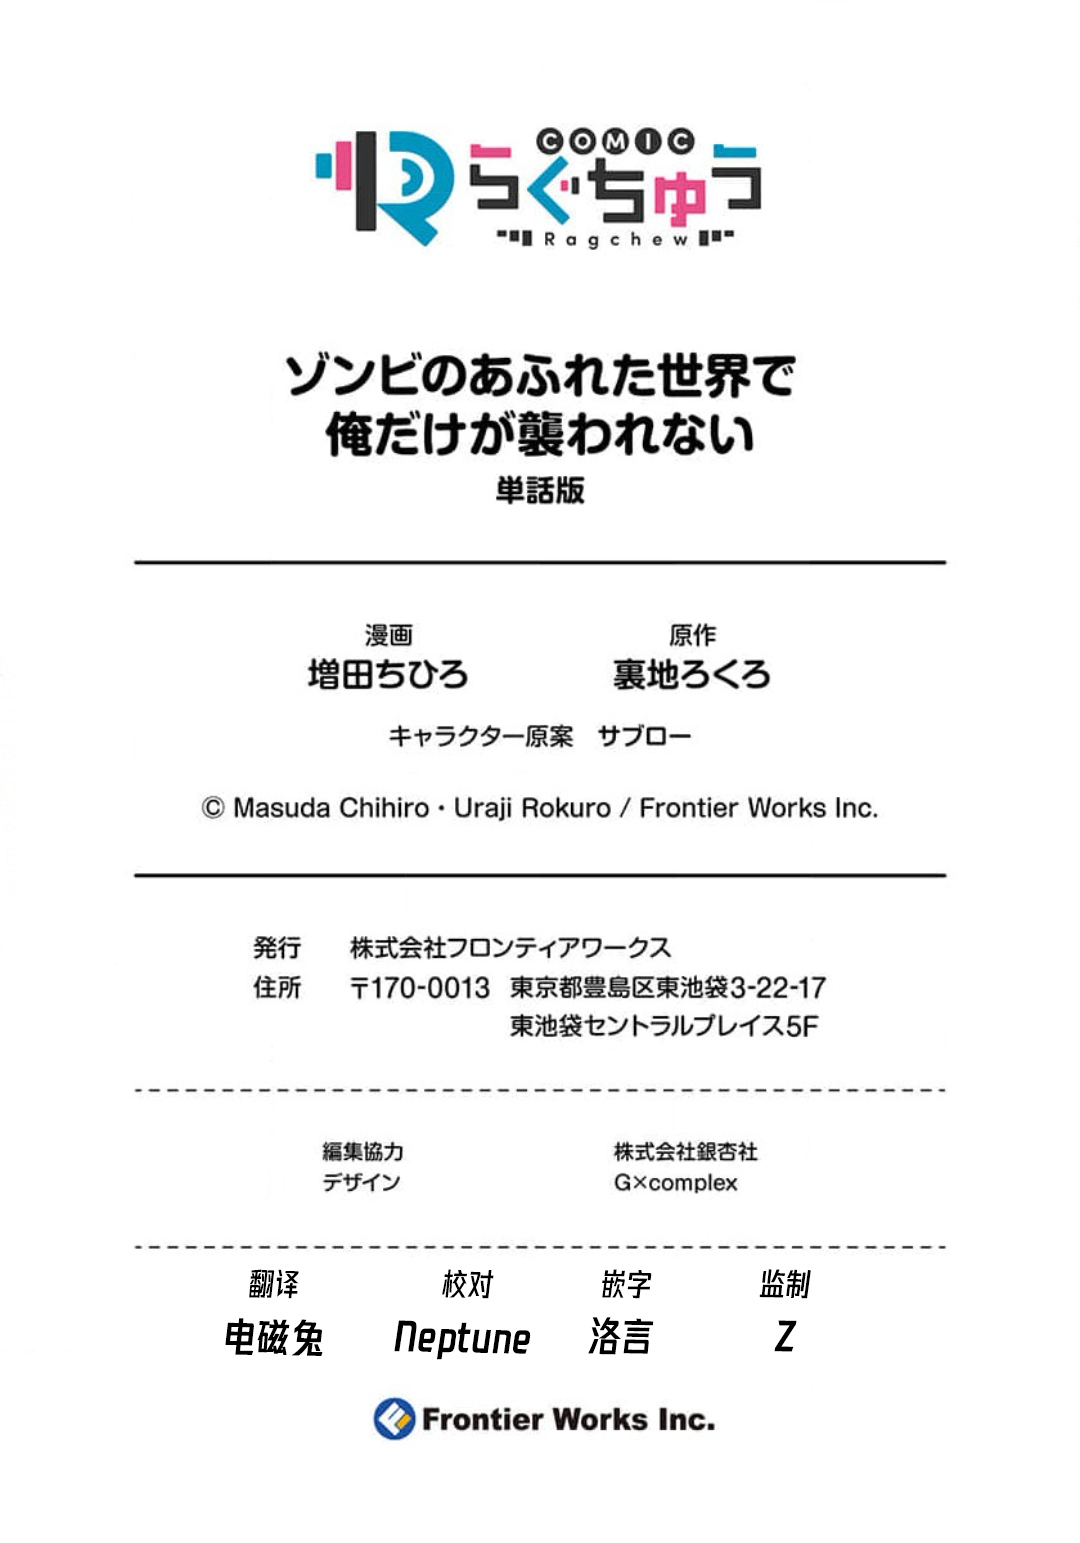 COMIC
らぐちゅう
Ragchew
ゾンビのあふれた世界で
俺だけが襲われない
単話版
漫画 原作
増田ちひろ 裏地ろくろ
キャラクター原案 サブロー
© Masuda Chihiro・Uraji Rokuro / Frontier Works Inc.
発行 株式会社フロンティアワークス
住所 〒170-0013 東京都豊島区東池袋3-22-17
東池袋セントラルプレイス5F
編集協力 株式会社銀杏社
デザイン G×complex
翻译 校对 嵌字 监制
电磁兔 Neptune 洛言 Z
Frontier Works Inc.